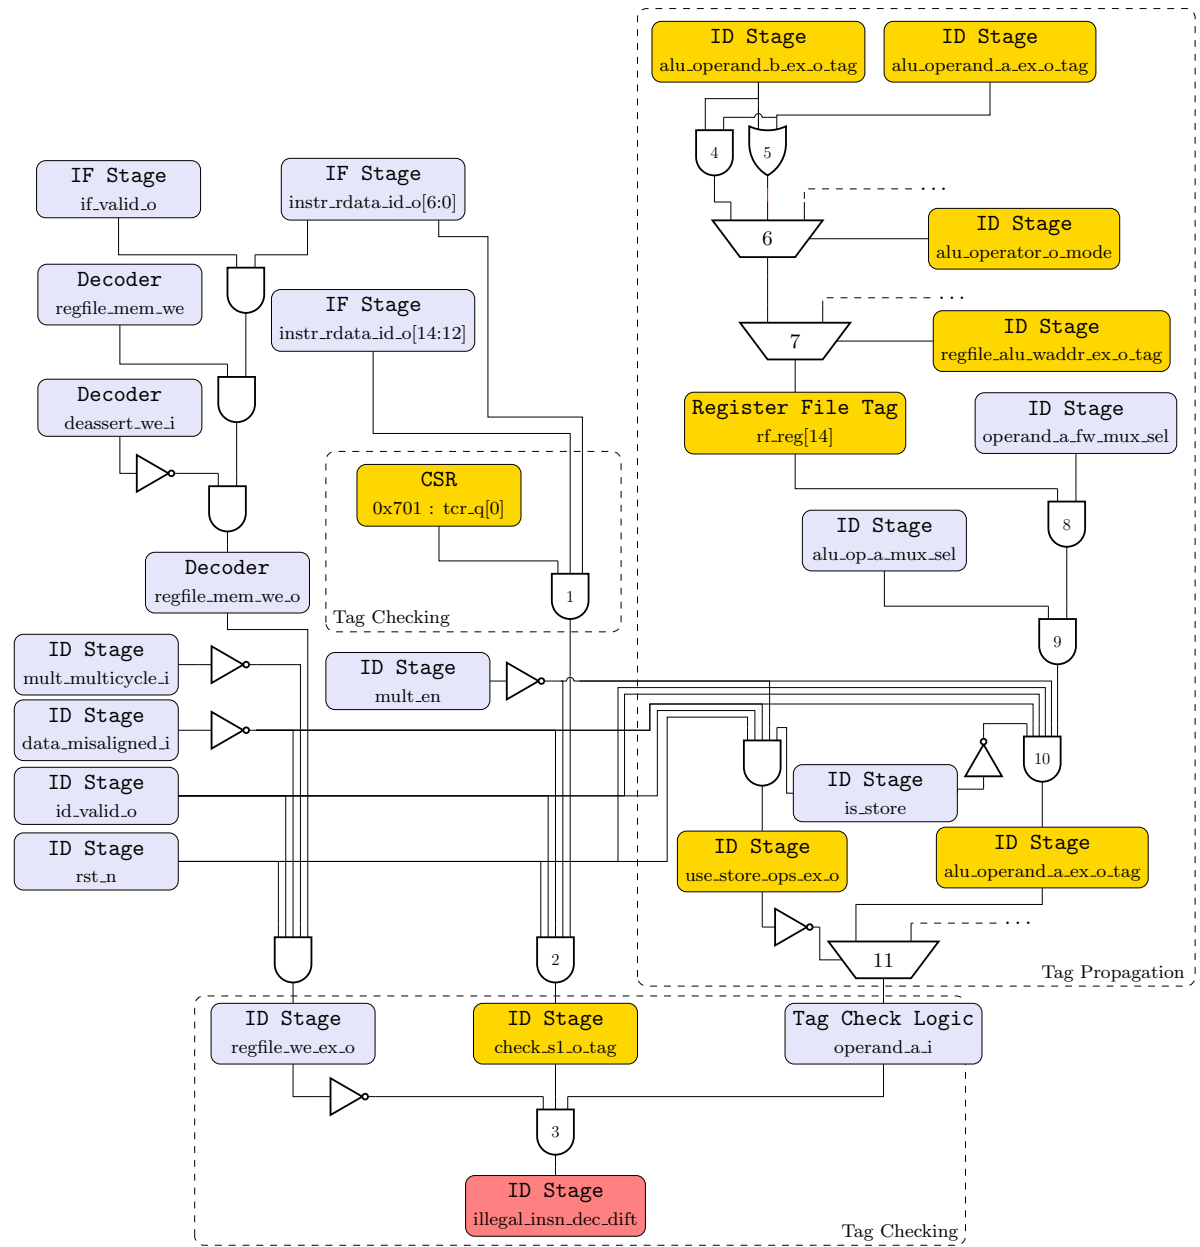 ID Stage
alu_operand_b_ex_o_tag
ID Stage
alu_operand_a_ex_o_tag
4
5
IF Stage
if_valid_o
IF Stage
instr_rdata_id_o[6:0]
...
6
ID Stage
alu_operator_o_mode
Decoder
regfile_mem_we
IF Stage
instr_rdata_id_o[14:12]
...
7
ID Stage
regfile_alu_waddr_ex_o_tag
Decoder
deassert_we_i
Register File Tag
rf_reg[14]
ID Stage
operand_a_fw_mux_sel
CSR
0x701 : tcr_q[0]
8
ID Stage
alu_op_a_mux_sel
Decoder
regfile_mem_we_o
1
Tag Checking
9
ID Stage
mult_multicycle_i
ID Stage
mult_en
ID Stage
data_misaligned_i
10
ID Stage
id_valid_o
ID Stage
is_store
ID Stage
rst_n
ID Stage
use_store_ops_ex_o
ID Stage
alu_operand_a_ex_o_tag
...
2
11
Tag Propagation
ID Stage
regfile_we_ex_o
ID Stage
check_s1_o_tag
Tag Check Logic
operand_a_i
3
ID Stage
illegal_insn_dec_dift
Tag Checking